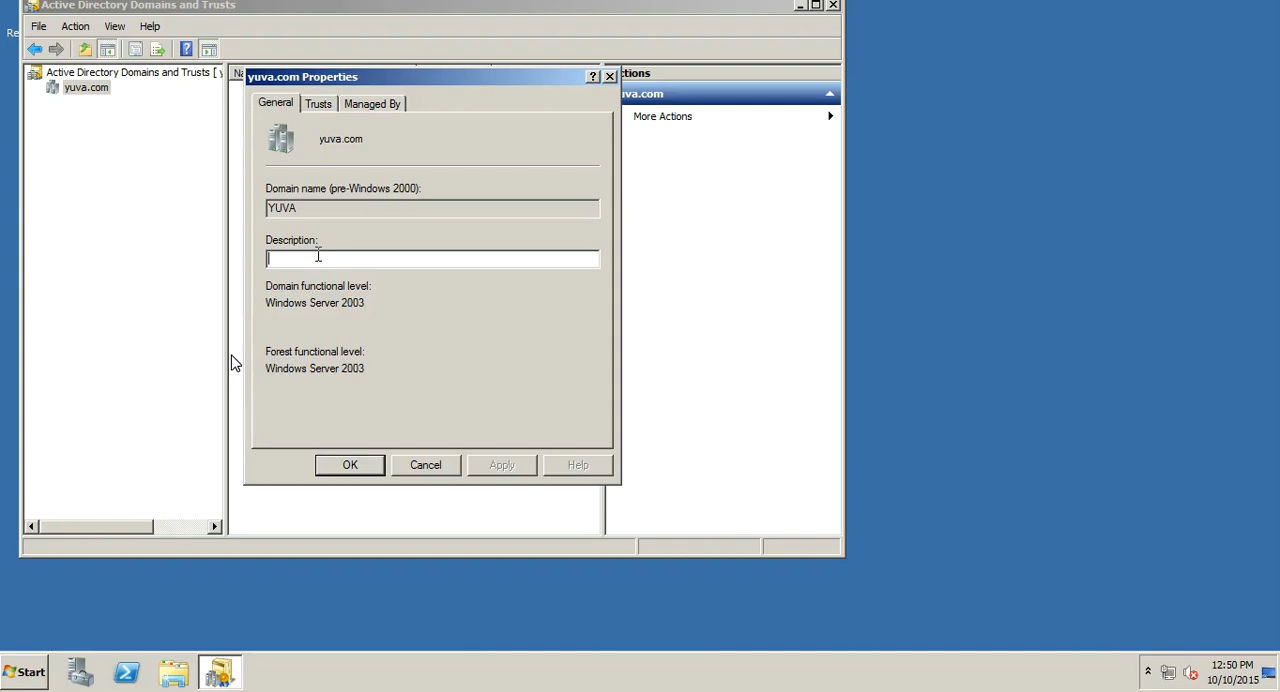 Active Directory Domains and Trusts
File Action View Help
Re
Active Directory Domains and Trusts [ y
yuva.com
Na
yuva.com Properties
General Trusts Managed By
yuva.com
Domain name (pre-Windows 2000):
YUVA
Description:
Domain functional level:
Windows Server 2003
Forest functional level:
Windows Server 2003
OK Cancel Apply Help
ctions
uva.com
More Actions
Start
12:50 PM
10/10/2015